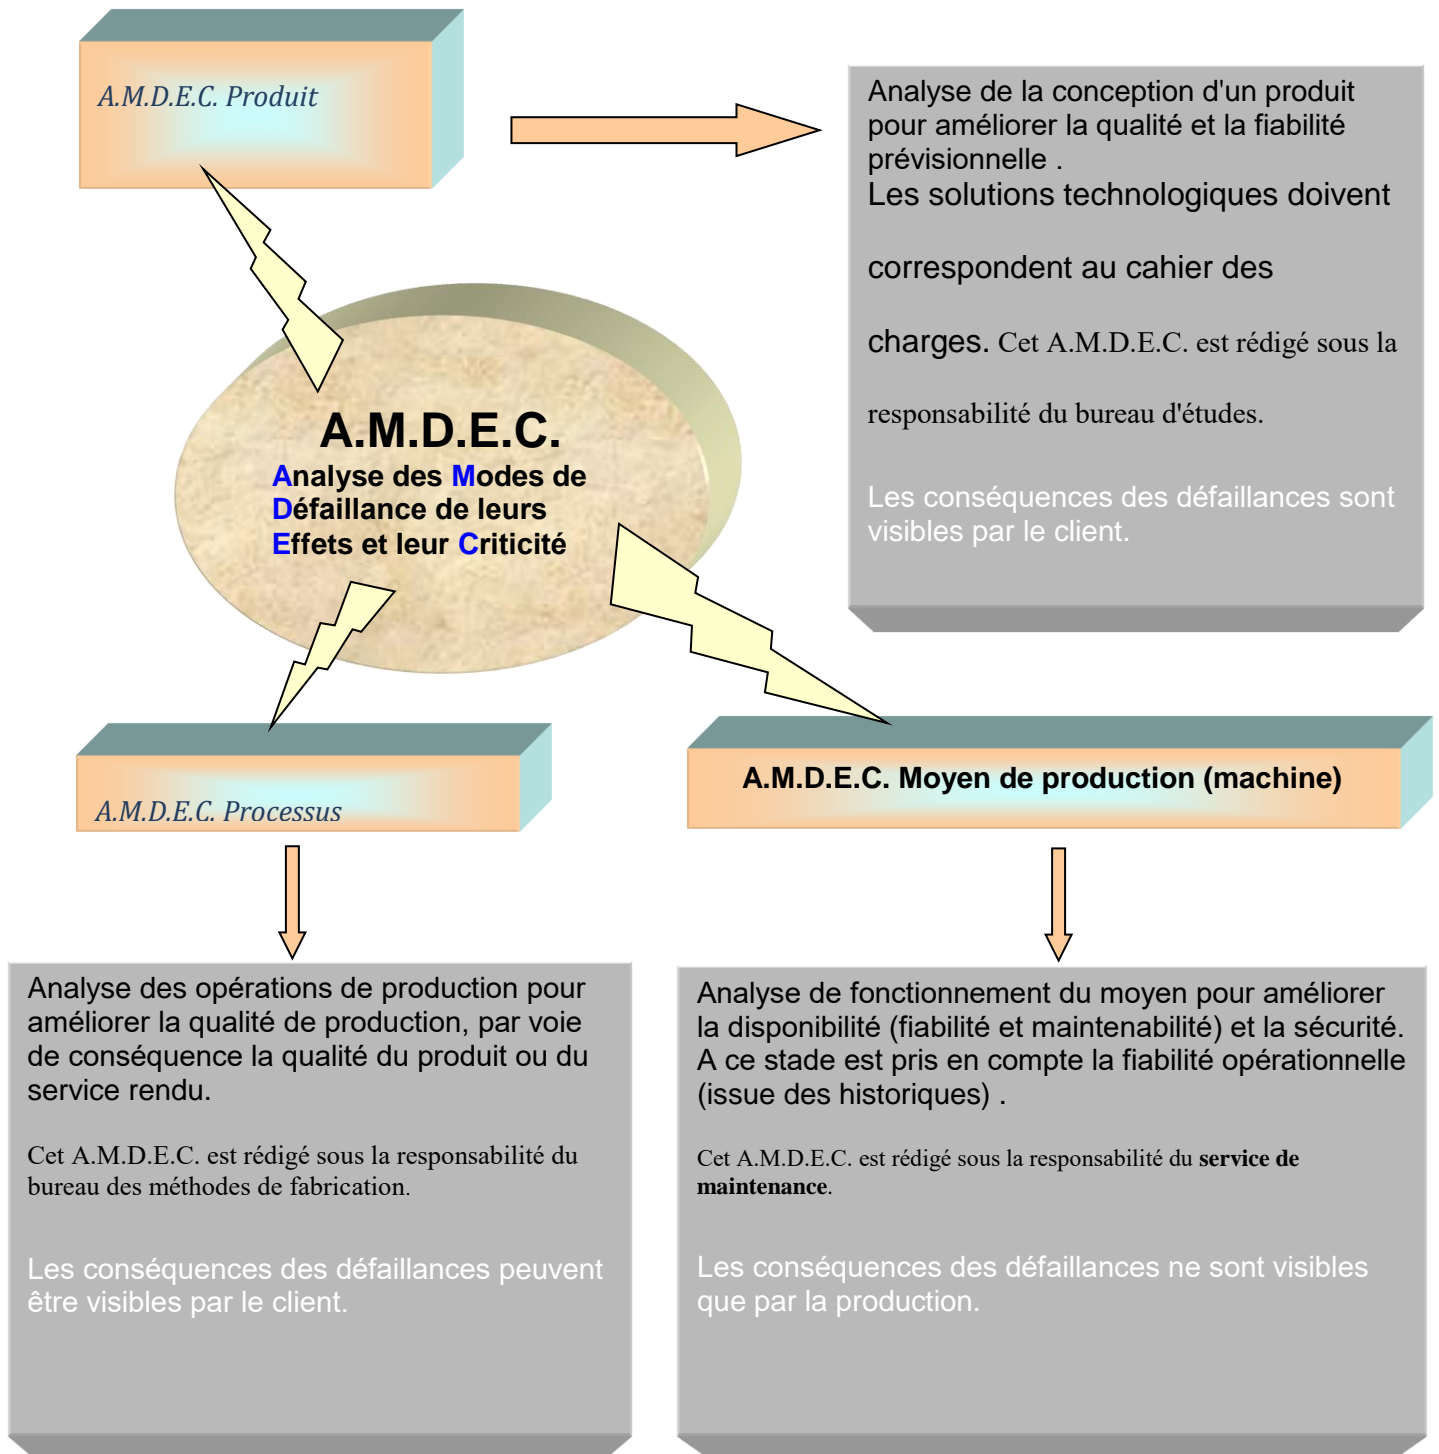 A.M.D.E.C. Produit
Analyse de la conception d'un produit
pour améliorer la qualité et la fiabilité
prévisionnelle .
Les solutions technologiques doivent
correspondent au cahier des
charges. Cet A.M.D.E.C. est rédigé sous la
responsabilité du bureau d'études.
Les conséquences des défaillances sont
visibles par le client.
A.M.D.E.C.
Analyse des Modes de
Défaillance de leurs
Effets et leur Criticité
A.M.D.E.C. Processus
A.M.D.E.C. Moyen de production (machine)
Analyse des opérations de production pour
améliorer la qualité de production, par voie
de conséquence la qualité du produit ou du
service rendu.
Cet A.M.D.E.C. est rédigé sous la responsabilité du
bureau des méthodes de fabrication.
Les conséquences des défaillances peuvent
être visibles par le client.
Analyse de fonctionnement du moyen pour améliorer
la disponibilité (fiabilité et maintenabilité) et la sécurité.
A ce stade est pris en compte la fiabilité opérationnelle
(issue des historiques) .
Cet A.M.D.E.C. est rédigé sous la responsabilité du service de
maintenance.
Les conséquences des défaillances ne sont visibles
que par la production.